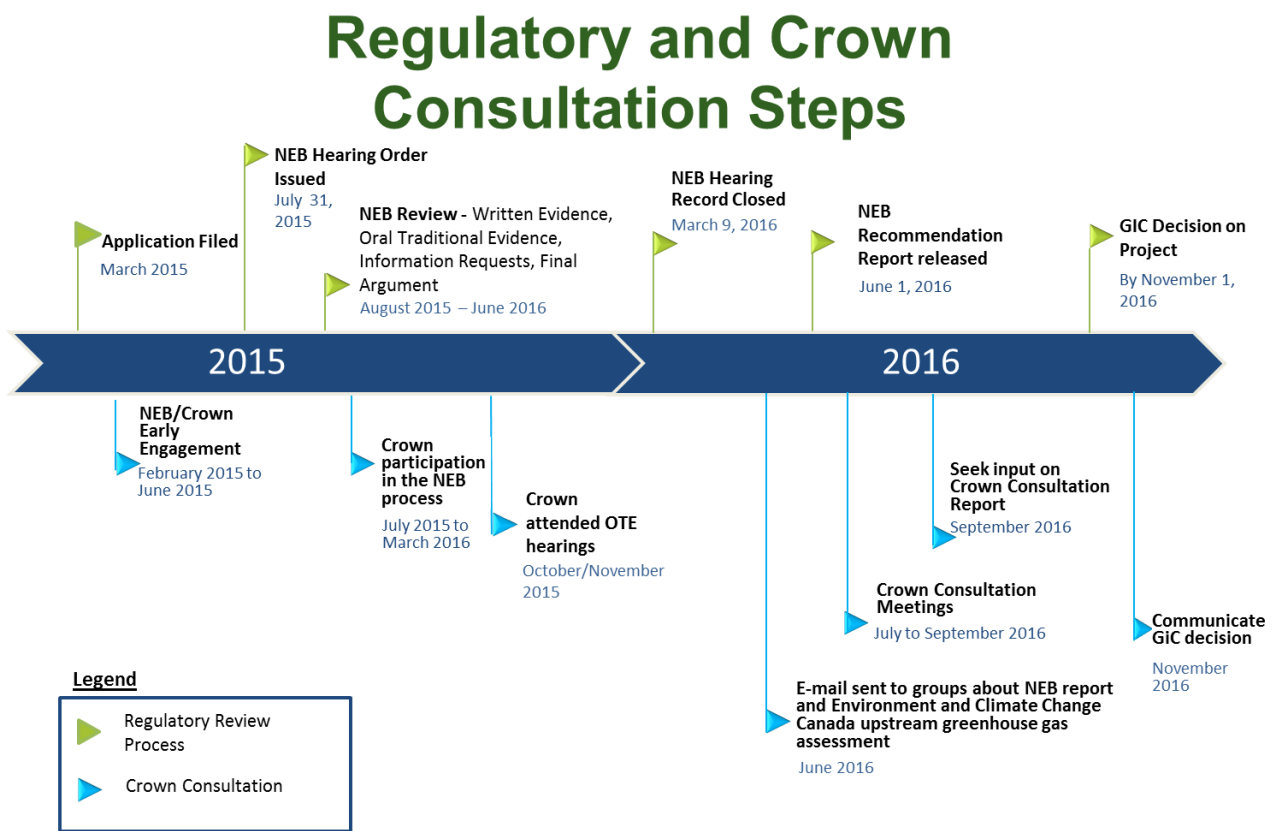 Regulatory and Crown
Consultation Steps
NEB Hearing Order
Issued
July 31,
2015
Application Filed
March 2015
NEB Review - Written Evidence,
Oral Traditional Evidence,
Information Requests, Final
Argument
August 2015 – June 2016
NEB Hearing
Record Closed
March 9, 2016
NEB
Recommendation
Report released
June 1, 2016
GIC Decision on
Project
By November 1,
2016
2015
2016
NEB/Crown
Early
Engagement
February 2015 to
June 2015
Crown
participation
in the NEB
process
July 2015 to
March 2016
Crown
attended OTE
hearings
October/November
2015
Seek input on
Crown Consultation
Report
September 2016
Crown Consultation
Meetings
July to September 2016
Communicate
GiC decision
November
2016
E-mail sent to groups about NEB report
and Environment and Climate Change
Canada upstream greenhouse gas
assessment
June 2016
Legend
Regulatory Review
Process
Crown Consultation